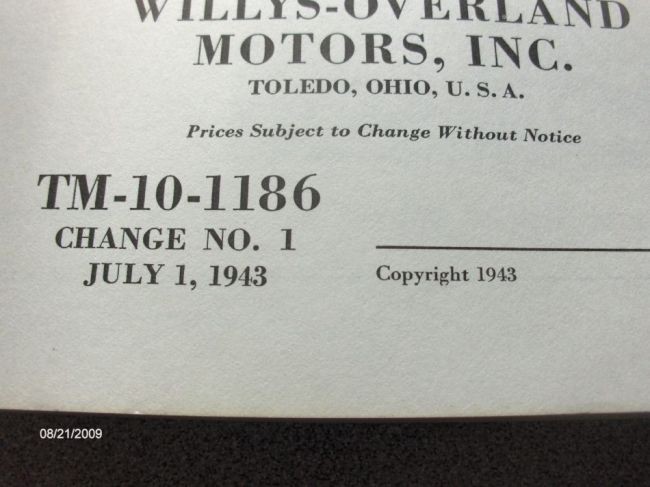 WILLYS-OVERLAND
MOTORS, INC.
TOLEDO, OHIO, U. S. A.
Prices Subject to Change Without Notice
TM-10-1186
CHANGE NO. 1
JULY 1, 1943
Copyright 1943
08/21/2009